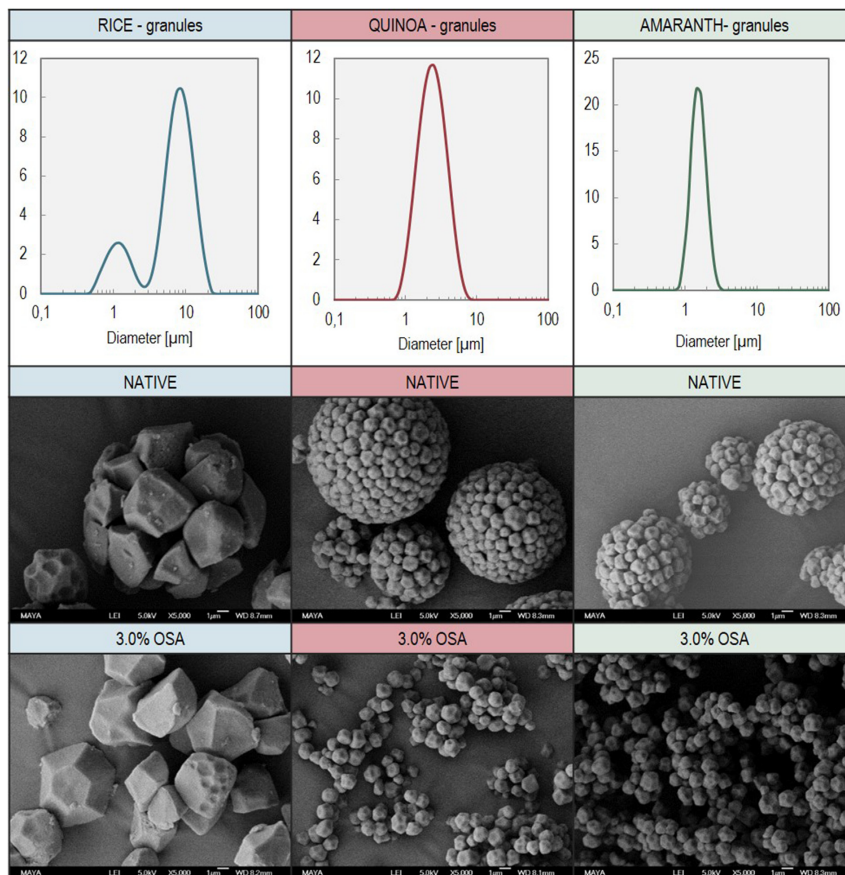 RICE - granules
QUINOA - granules
AMARANTH- granules
12
10
8
6
4
2
0
0,1 1 10 100
Diameter [µm]
12
10
8
6
4
2
0
0,1 1 10 100
Diameter [µm]
25
20
15
10
5
0
0,1 1 10 100
Diameter [µm]
NATIVE
NATIVE
NATIVE
MAYA LEI 5.0kV X5,000 1µm WD 8.7mm
MAYA LEI 5.0kV X5,000 1µm WD 8.3mm
MAYA LEI 5.0kV X5,000 1µm WD 8.3mm
3.0% OSA
3.0% OSA
3.0% OSA
MAYA LEI 5.0kV X5,000 1µm WD 8.2mm
MAYA LEI 5.0kV X5,000 1µm WD 8.1mm
MAYA LEI 5.0kV X5,000 1µm WD 8.3mm